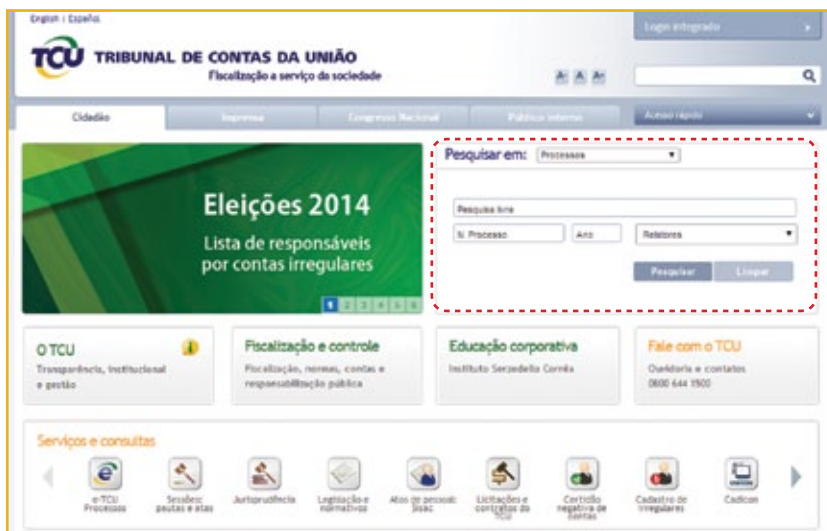 English | Español
Login integrado
TCU TRIBUNAL DE CONTAS DA UNIÃO
Fiscalização a serviço da sociedade
A- A A+
Cidadão
Imprensa
Congresso Nacional
Público interno
Acesso rápido
Pesquisar em: Processos
Eleições 2014
Lista de responsáveis
por contas irregulares
1 2 3 4 5 6
Pesquisa livre
N. Processo
Ano
Relatores
Pesquisar
Limpar
O TCU
Transparência, institucional
e gestão
Fiscalização e controle
Fiscalização, normas, contas e
responsabilização pública
Educação corporativa
Instituto Serzedello Corrêa
Fale com o TCU
Ouvidoria e contatos
0800 644 1500
Serviços e consultas
e-TCU
Processos
Sessões:
pautas e atas
Jurisprudência
Legislação e
normativos
Atos de pessoal:
Sisac
Licitações e
contratos do
TCU
Certidão
negativa de
contas
Cadastro de
irregulares
Cadicon